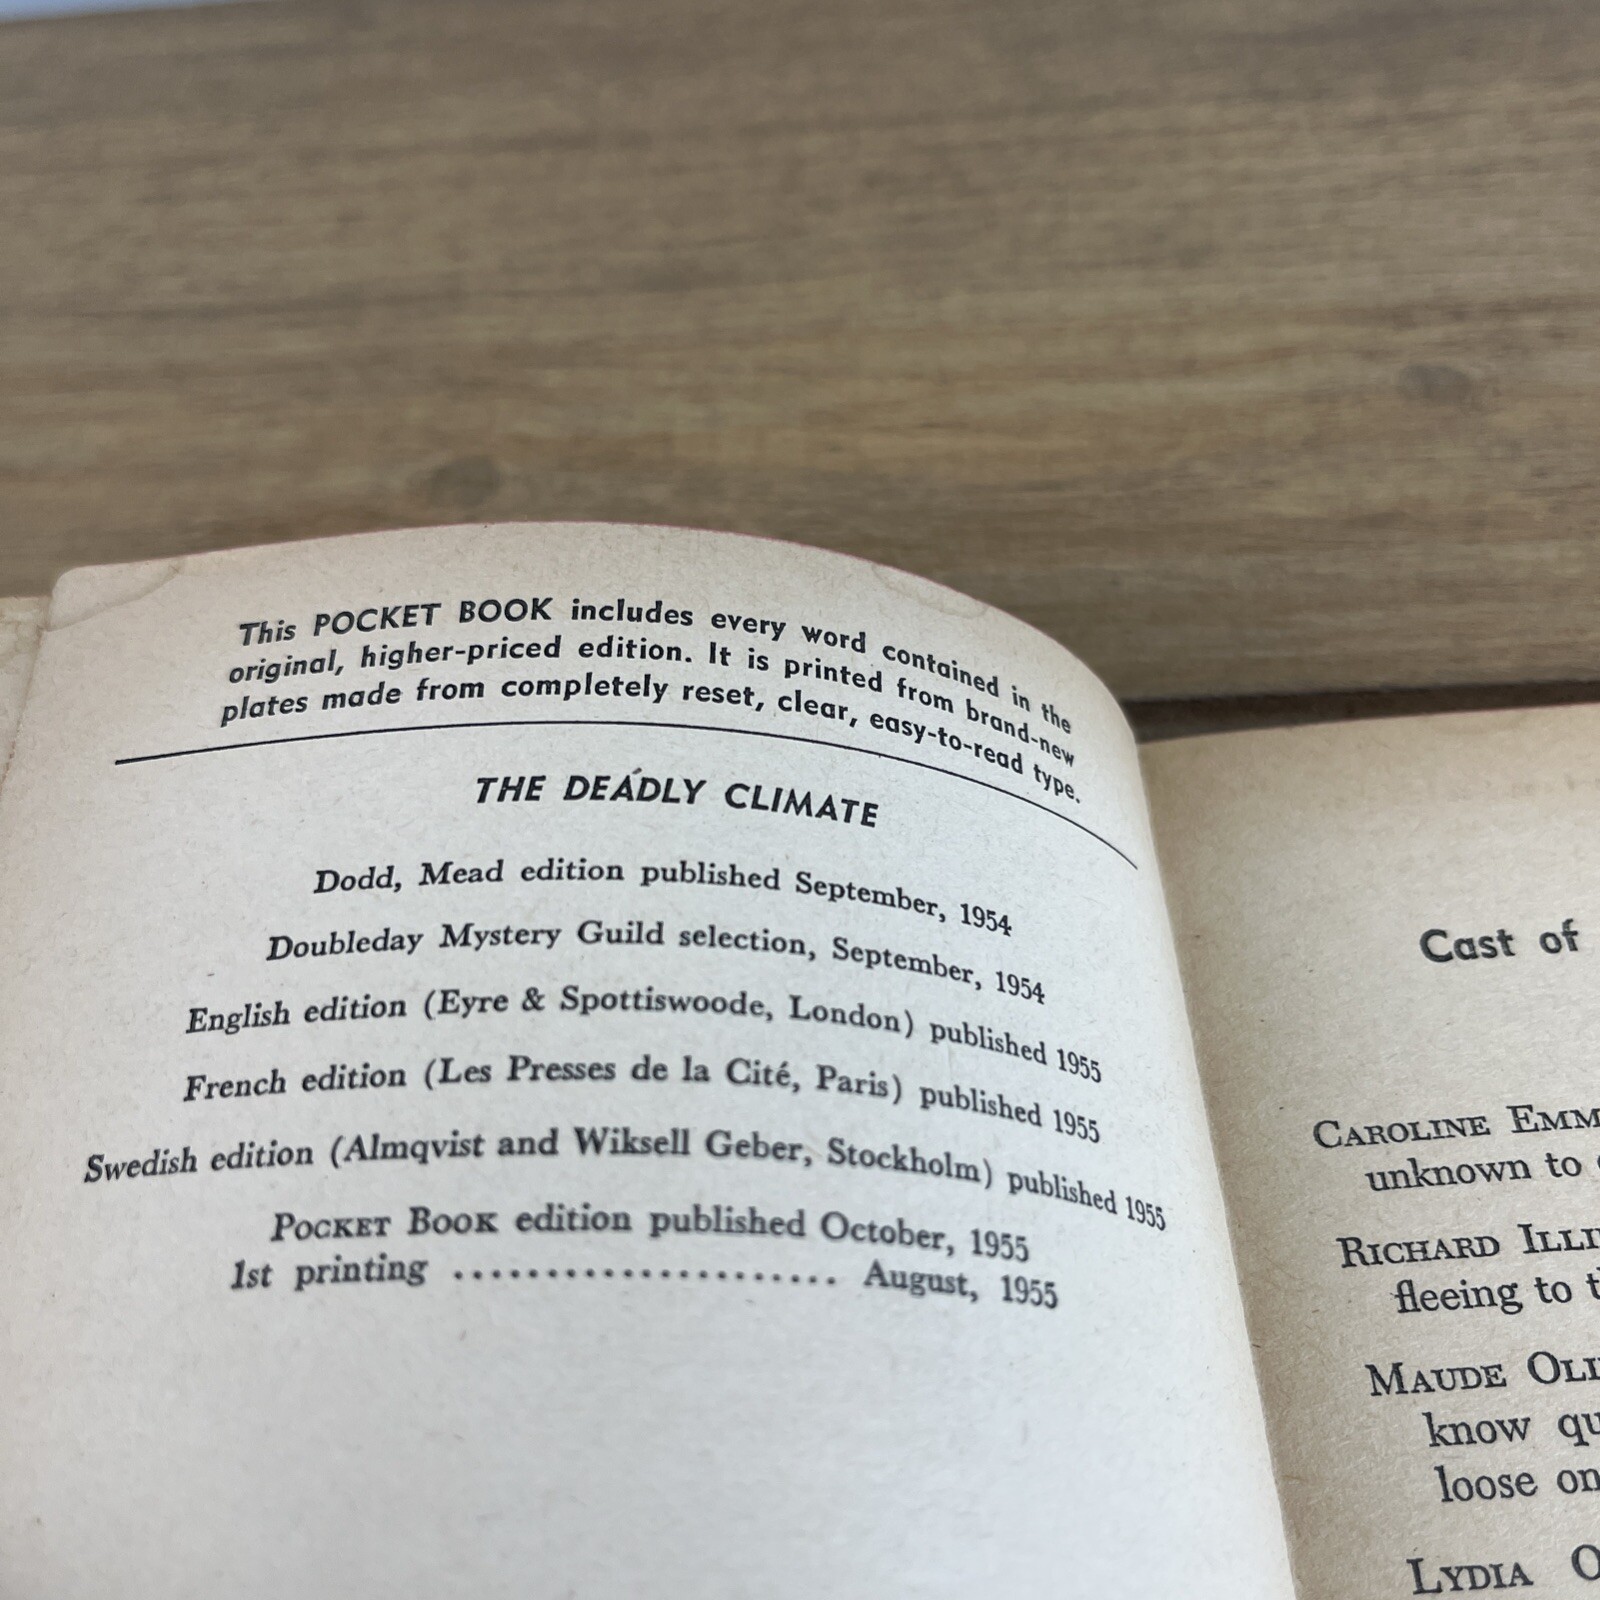 This POCKET BOOK includes every word contained in the
original, higher-priced edition. It is printed from brand-new
plates made from completely reset, clear, easy-to-read type.
THE DEADLY CLIMATE
Dodd, Mead edition published September, 1954
Doubleday Mystery Guild selection, September, 1954
English edition (Eyre & Spottiswoode, London) published 1955
French edition (Les Presses de la Cité, Paris) published 1955
Swedish edition (Almqvist and Wiksell Geber, Stockholm) published 1955
POCKET BOOK edition published October, 1955
1st printing ..................... August, 1955
Cast of
CAROLINE
unknown to
RICHARD
fleeing to
MAUDE
know
loose on
LYDIA